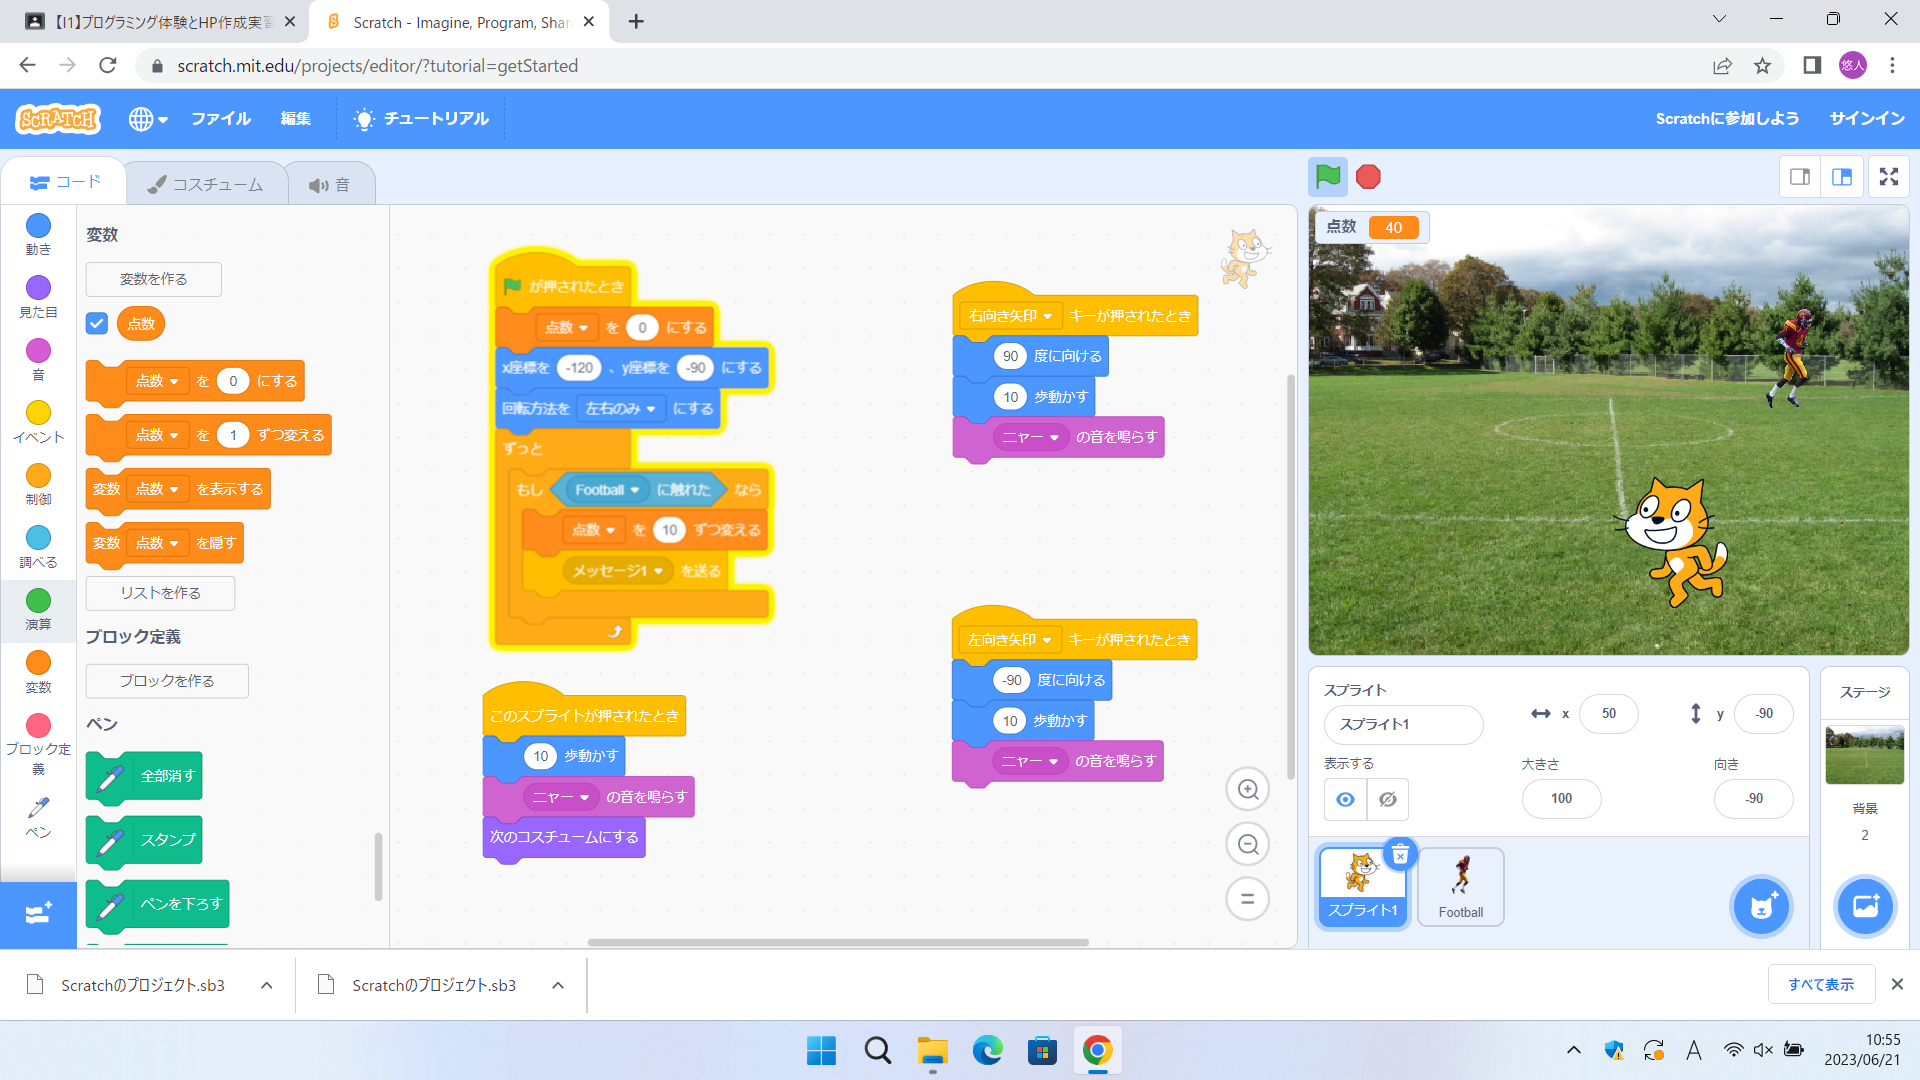 【I1】プログラミング体験とHP作成実習
Scratch - Imagine, Program, Shar
scratch.mit.edu/projects/editor/?tutorial=getStarted
悠人
SCRATCH
ファイル
編集
チュートリアル
Scratchに参加しよう
サインイン
コード
コスチューム
音
動き
見た目
音
イベント
制御
調べる
演算
変数
ブロック定義
ペン
変数
変数を作る
点数
点数 を 0 にする
点数 を 1 ずつ変える
変数 点数 を表示する
変数 点数 を隠す
リストを作る
ブロック定義
ブロックを作る
ペン
全部消す
スタンプ
ペンを下ろす
が押されたとき
点数 を 0 にする
x座標を -120 、y座標を -90 にする
回転方法を 左右のみ にする
ずっと
もし Football に触れた なら
点数 を 10 ずつ変える
メッセージ1 を送る
このスプライトが押されたとき
10 歩動かす
ニャー の音を鳴らす
次のコスチュームにする
右向き矢印 キーが押されたとき
90 度に向ける
10 歩動かす
ニャー の音を鳴らす
左向き矢印 キーが押されたとき
-90 度に向ける
10 歩動かす
ニャー の音を鳴らす
点数 40
スプライト
スプライト1
x 50
y -90
表示する
大きさ
100
向き
-90
スプライト1
Football
ステージ
背景
2
Scratchのプロジェクト.sb3
Scratchのプロジェクト.sb3
すべて表示
A
10:55
2023/06/21